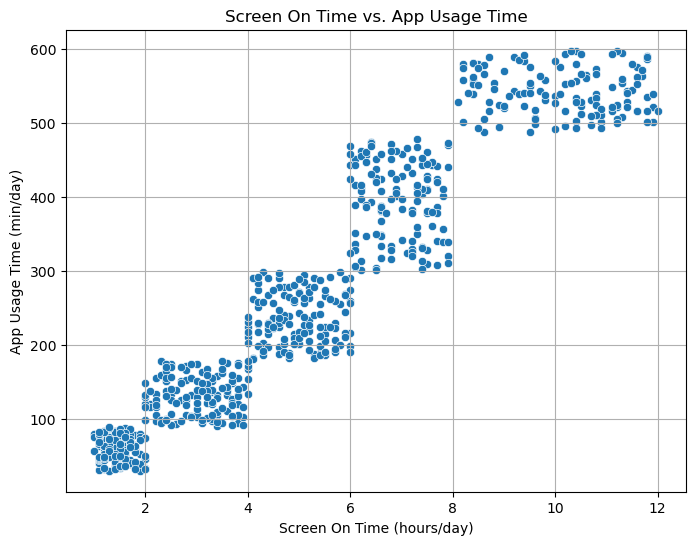 Screen On Time vs. App Usage Time
App Usage Time (min/day)
600
500
400
300
200
100
2 4 6 8 10 12
Screen On Time (hours/day)